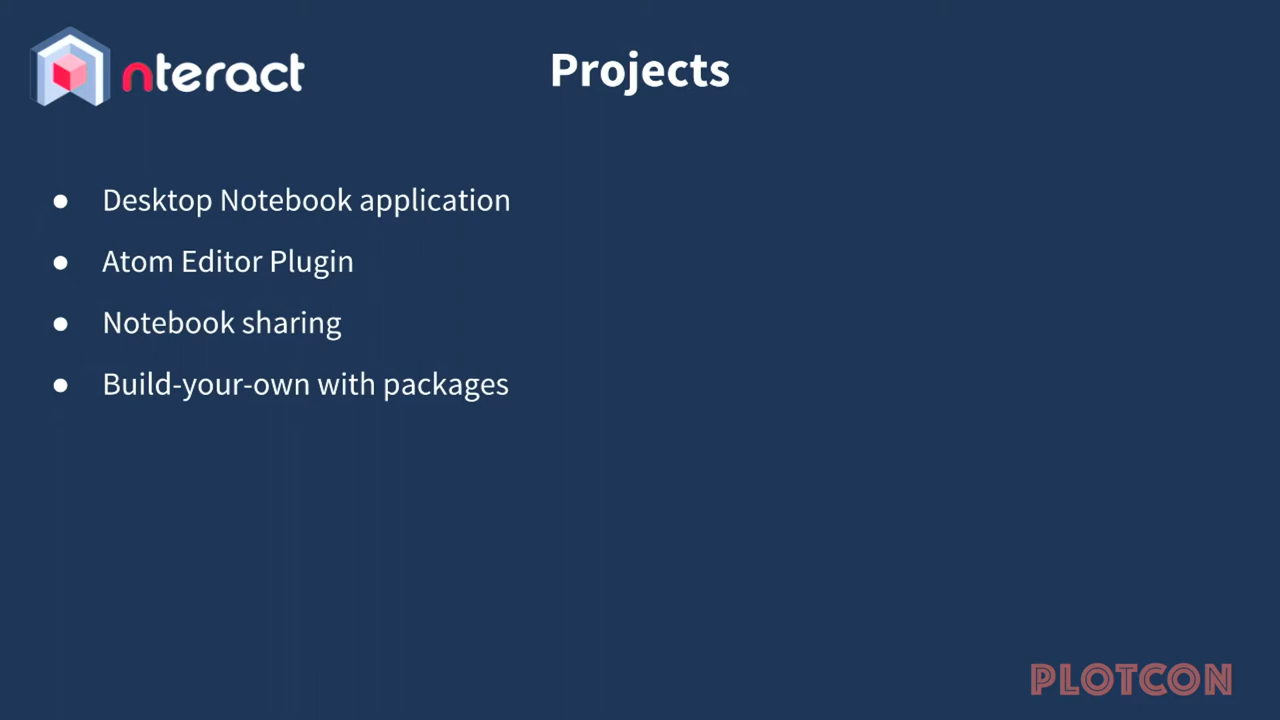 nteract
Projects
● Desktop Notebook application
● Atom Editor Plugin
● Notebook sharing
● Build-your-own with packages
PLOTCON